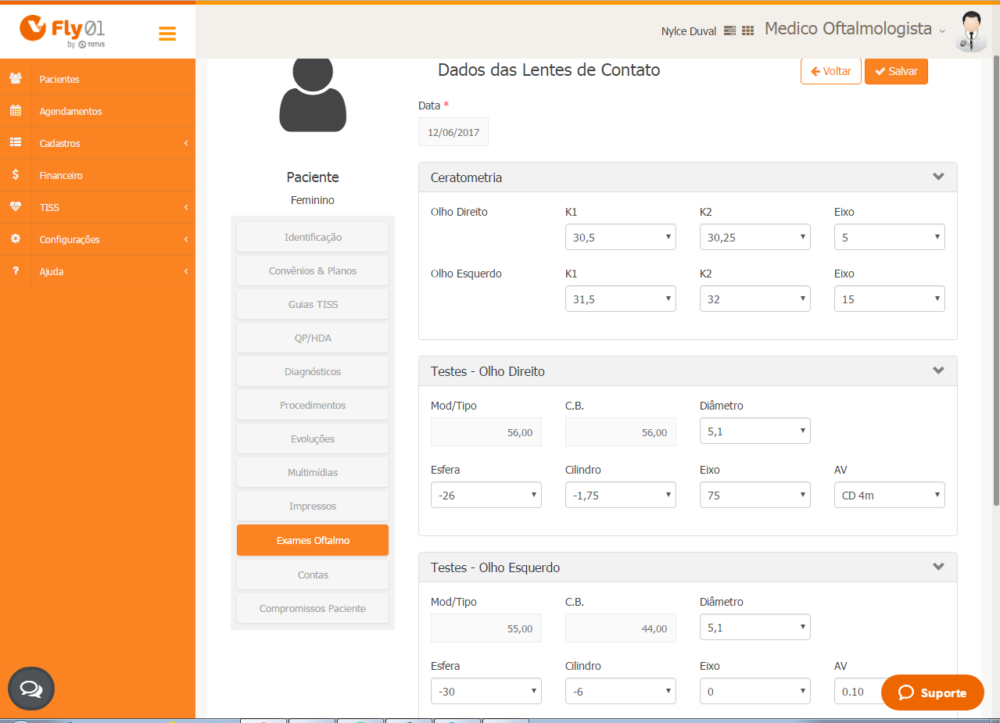 Fly01
by TOTVS
Nylce Duval
Medico Oftalmologista
Pacientes
Agendamentos
Cadastros
Financeiro
TISS
Configurações
Ajuda
Paciente
Feminino
Identificação
Convênios & Planos
Guias TISS
QP/HDA
Diagnósticos
Procedimentos
Evoluções
Multimídias
Impressos
Exames Oftalmo
Contas
Compromissos Paciente
Dados das Lentes de Contato
Voltar
Salvar
Data *
12/06/2017
Ceratometria
Olho Direito K1 K2 Eixo
30,5 30,25 5
Olho Esquerdo K1 K2 Eixo
31,5 32 15
Testes - Olho Direito
Mod/Tipo C.B. Diâmetro
56,00 56,00 5,1
Esfera Cilindro Eixo AV
-26 -1,75 75 CD 4m
Testes - Olho Esquerdo
Mod/Tipo C.B. Diâmetro
55,00 44,00 5,1
Esfera Cilindro Eixo AV
-30 -6 0 0.10
Suporte